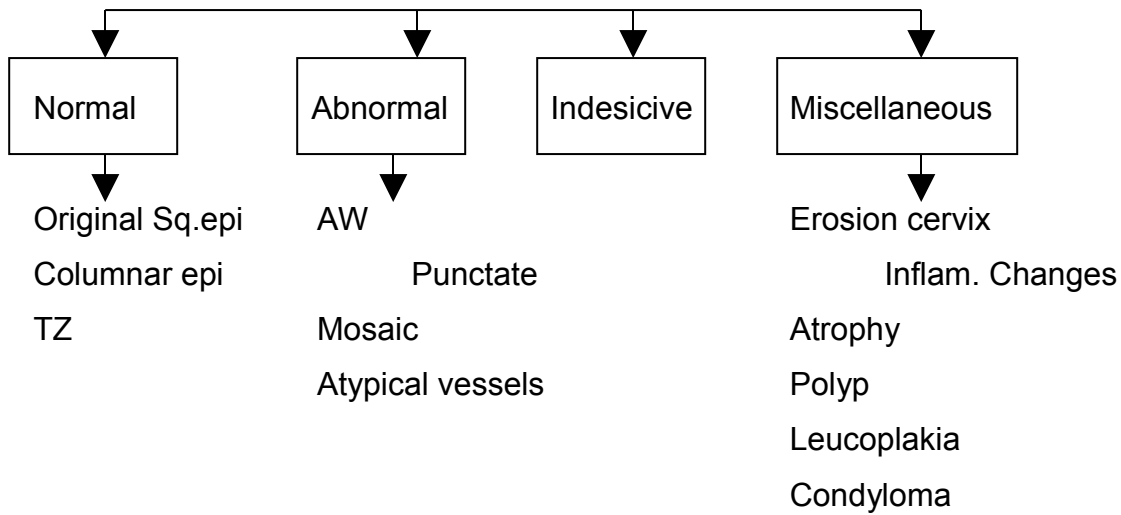 Normal
Abnormal
Indesicive
Miscellaneous
Original Sq.epi
Columnar epi
TZ
AW
Punctate
Mosaic
Atypical vessels
Erosion cervix
Inflam. Changes
Atrophy
Polyp
Leucoplakia
Condyloma